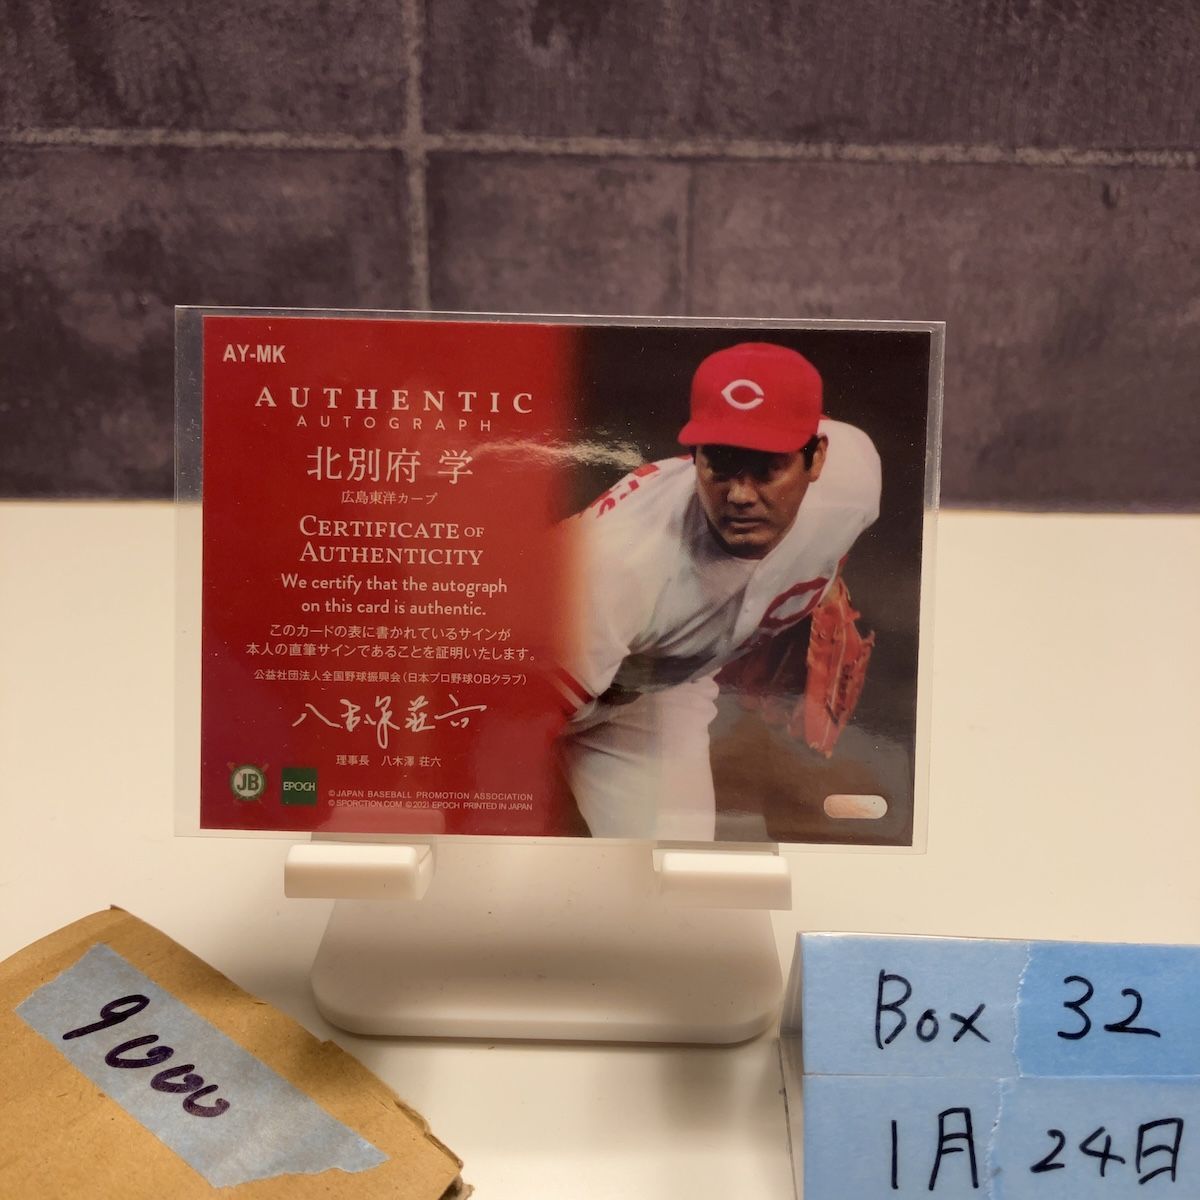 AY-MK
AUTHENTIC
AUTOGRAPH
北別府 学
広島東洋カープ
CERTIFICATE OF
AUTHENTICITY
We certify that the autograph
on this card is authentic.
このカードの表に書かれているサインが
本人の直筆サインであることを証明いたします。
公益社団法人全国野球振興会(日本プロ野球OBクラブ)
八木澤荘六
理事長 八木澤 荘六
JB
EPOCH
©JAPAN BASEBALL PROMOTION ASSOCIATION
© SPORCTION.COM ©2021 EPOCH PRINTED IN JAPAN
C
9000
Box 32
1月 24日